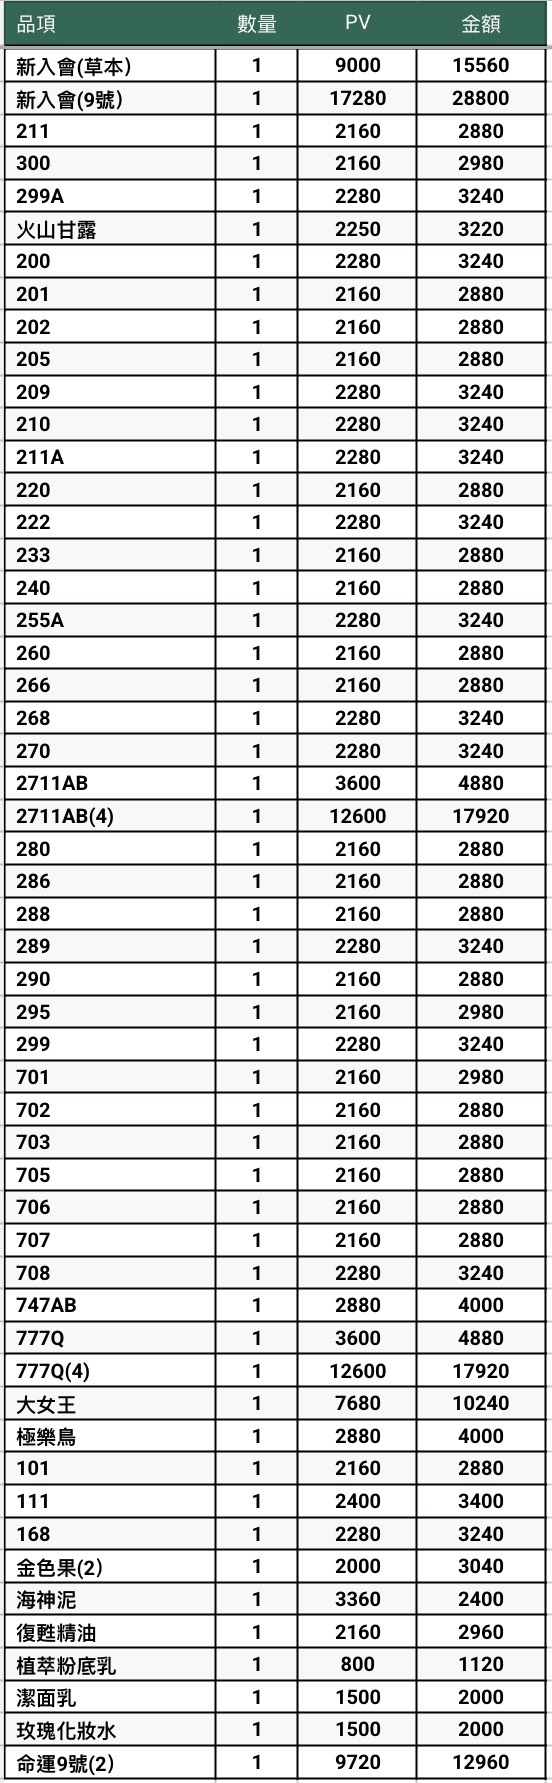 品項 數量 PV 金額
新入會(草本) 1 9000 15560
新入會(9號) 1 17280 28800
211 1 2160 2880
300 1 2160 2980
299A 1 2280 3240
火山甘露 1 2250 3220
200 1 2280 3240
201 1 2160 2880
202 1 2160 2880
205 1 2160 2880
209 1 2280 3240
210 1 2280 3240
211A 1 2280 3240
220 1 2160 2880
222 1 2280 3240
233 1 2160 2880
240 1 2160 2880
255A 1 2280 3240
260 1 2160 2880
266 1 2160 2880
268 1 2280 3240
270 1 2280 3240
2711AB 1 3600 4880
2711AB(4) 1 12600 17920
280 1 2160 2880
286 1 2160 2880
288 1 2160 2880
289 1 2280 3240
290 1 2160 2880
295 1 2160 2980
299 1 2280 3240
701 1 2160 2980
702 1 2160 2880
703 1 2160 2880
705 1 2160 2880
706 1 2160 2880
707 1 2160 2880
708 1 2280 3240
747AB 1 2880 4000
777Q 1 3600 4880
777Q(4) 1 12600 17920
大女王 1 7680 10240
極樂鳥 1 2880 4000
101 1 2160 2880
111 1 2400 3400
168 1 2280 3240
金色果(2) 1 2000 3040
海神泥 1 3360 2400
復甦精油 1 2160 2960
植萃粉底乳 1 800 1120
潔面乳 1 1500 2000
玫瑰化妝水 1 1500 2000
命運9號(2) 1 9720 12960